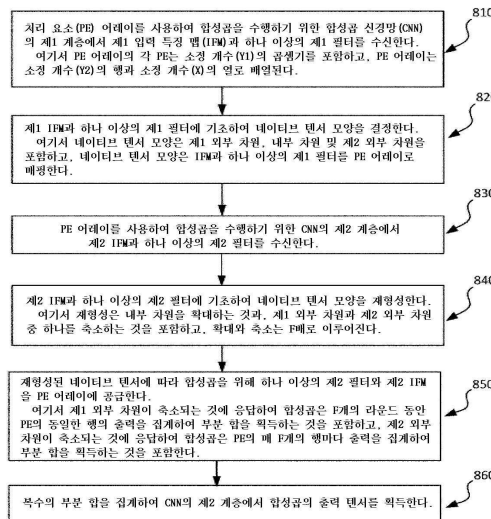 810
처리 요소(PE) 어레이를 사용하여 합성곱을 수행하기 위한 합성곱 신경망(CNN)
의 제1 계층에서 제1 입력 특징 맵(IFM)과 하나 이상의 제1 필터를 수신한다.
여기서 PE 어레이의 각 PE는 소정 개수(Y1)의 곱셈기를 포함하고, PE 어레이는
소정 개수(Y2)의 행과 소정 개수(X)의 열로 배열된다.
820
제1 IFM과 하나 이상의 제1 필터에 기초하여 네이티브 텐서 모양을 결정한다.
여기서 네이티브 텐서 모양은 제1 외부 차원, 내부 차원 및 제2 외부 차원을
포함하고, 네이티브 텐서 모양은 IFM과 하나 이상의 제1 필터를 PE 어레이로
매핑한다.
830
PE 어레이를 사용하여 합성곱을 수행하기 위한 CNN의 제2 계층에서
제2 IFM과 하나 이상의 제2 필터를 수신한다.
840
제2 IFM과 하나 이상의 제2 필터에 기초하여 네이티브 텐서 모양을 재형성한다.
여기서 재형성은 내부 차원을 확대하는 것과, 제1 외부 차원과 제2 외부 차원
중 하나를 축소하는 것을 포함하고, 확대와 축소는 F배로 이루어진다.
850
재형성된 네이티브 텐서에 따라 합성곱을 위해 하나 이상의 제2 필터와 제2 IFM
을 PE 어레이에 공급한다.
여기서 제1 외부 차원이 축소되는 것에 응답하여 합성곱은 F개의 라운드 동안
PE의 동일한 행의 출력을 집계하여 부분 합을 획득하는 것을 포함하고, 제2 외부
차원이 축소되는 것에 응답하여 합성곱은 PE의 매 F개의 행마다 출력을 집계하여
부분 합을 획득하는 것을 포함한다.
860
복수의 부분 합을 집계하여 CNN의 제2 계층에서 합성곱의 출력 텐서를 획득한다.